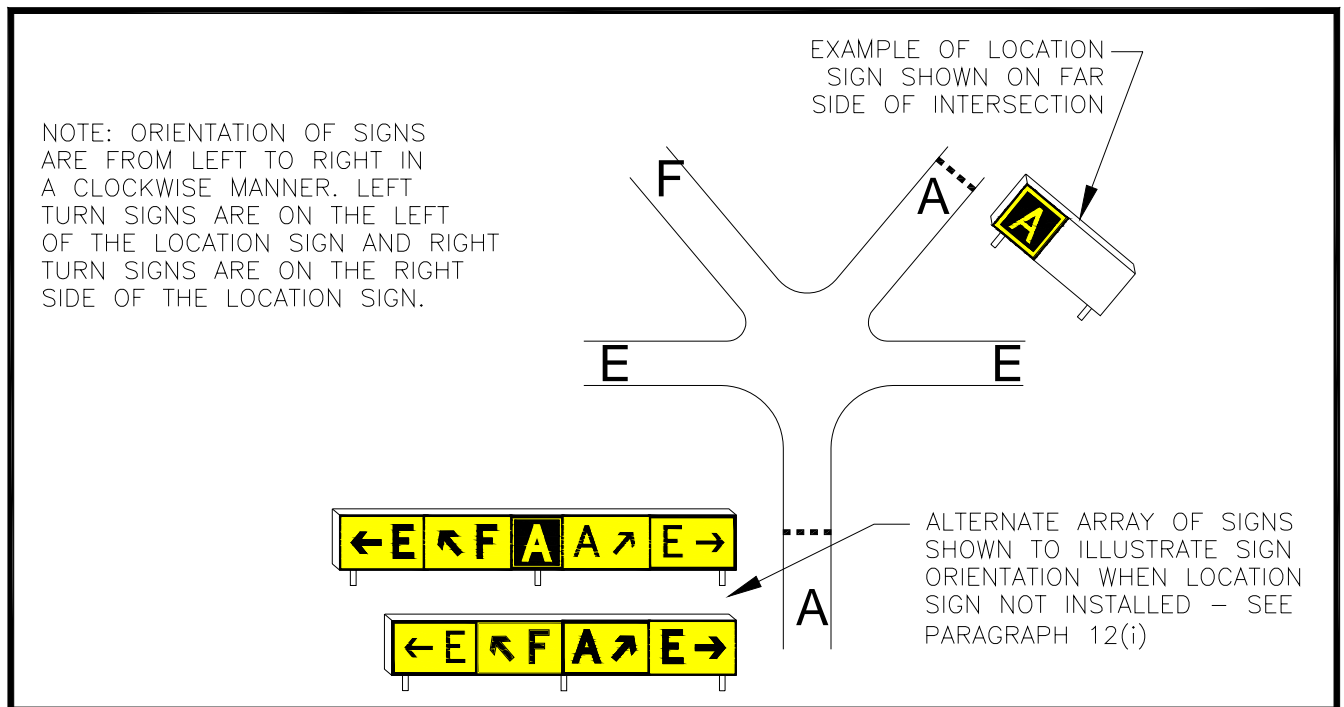 EXAMPLE OF LOCATION
SIGN SHOWN ON FAR
SIDE OF INTERSECTION
NOTE: ORIENTATION OF SIGNS
ARE FROM LEFT TO RIGHT IN
A CLOCKWISE MANNER. LEFT
TURN SIGNS ARE ON THE LEFT
OF THE LOCATION SIGN AND RIGHT
TURN SIGNS ARE ON THE RIGHT
SIDE OF THE LOCATION SIGN.
F
A
A
E
E
←E ↖F A A↗ E→
ALTERNATE ARRAY OF SIGNS
SHOWN TO ILLUSTRATE SIGN
ORIENTATION WHEN LOCATION
SIGN NOT INSTALLED – SEE
PARAGRAPH 12(i)
A
←E ↖F A↗ E→